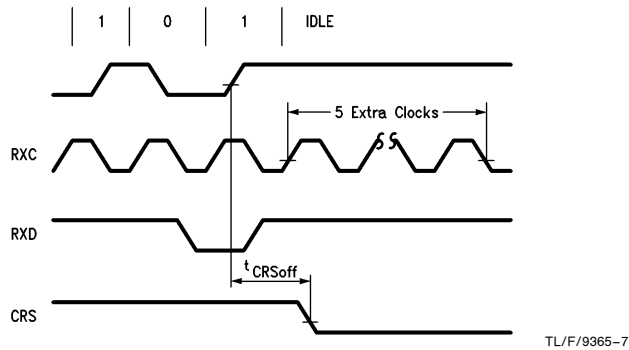 1 0 1 IDLE
5 Extra Clocks
RXC
RXD
tCRSoff
CRS
TL/F/9365–7